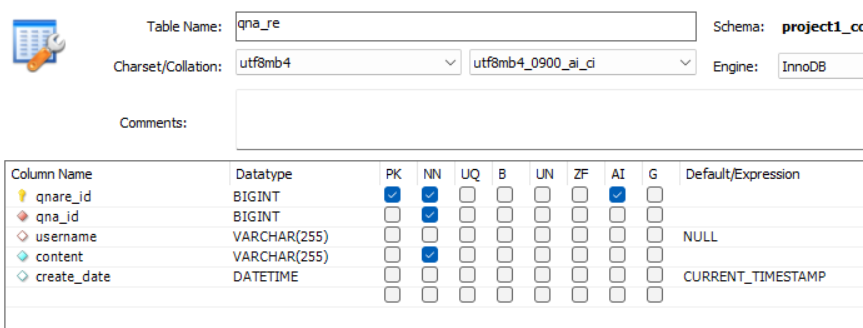 Table Name: qna_re Schema: project1_co
Charset/Collation: utf8mb4 utf8mb4_0900_ai_ci Engine: InnoDB
Comments:
Column Name Datatype PK NN UQ B UN ZF AI G Default/Expression
qnare_id BIGINT
qna_id BIGINT
username VARCHAR(255) NULL
content VARCHAR(255)
create_date DATETIME CURRENT_TIMESTAMP